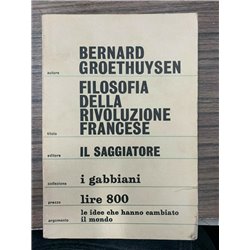 BERNARD
autore GROETHUYSEN
FILOSOFIA
DELLA
RIVOLUZIONE
titolo FRANCESE
editore IL SAGGIATORE
collezione i gabbiani
prezzo lire 800
argomento le idee che hanno cambiato
il mondo